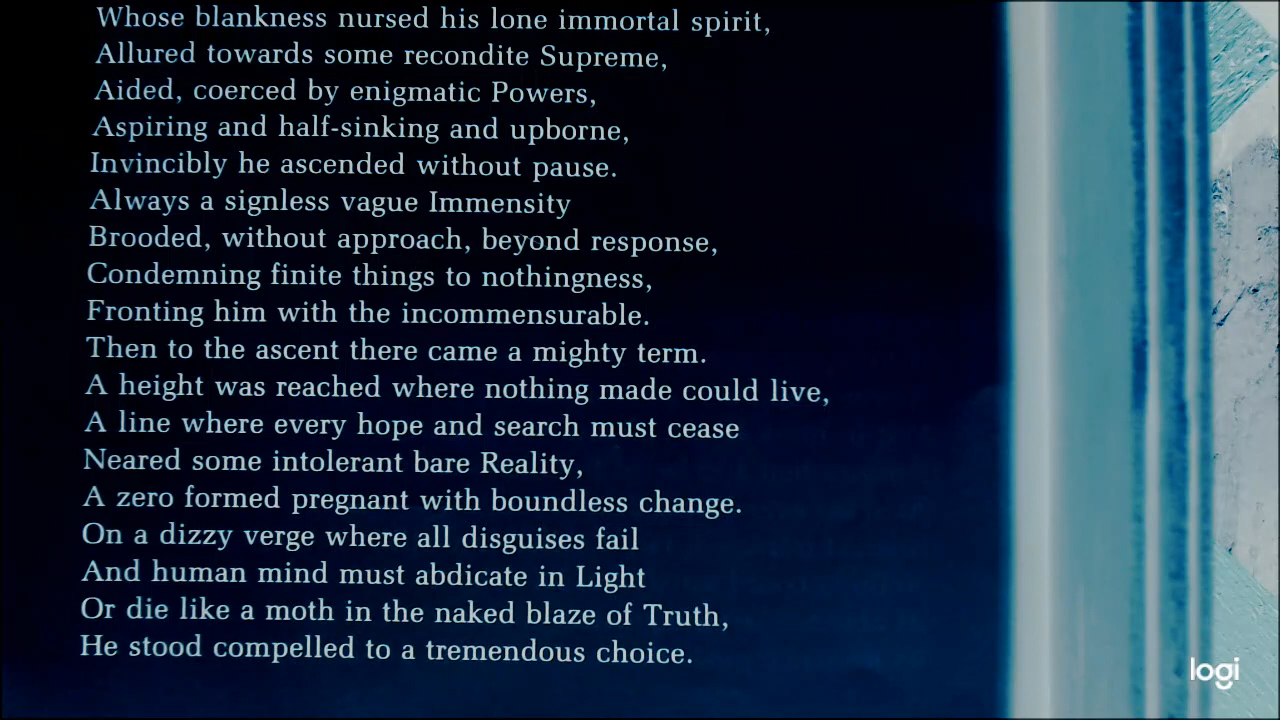 Whose blankness nursed his lone immortal spirit,
Allured towards some recondite Supreme,
Aided, coerced by enigmatic Powers,
Aspiring and half-sinking and upborne,
Invincibly he ascended without pause.
Always a signless vague Immensity
Brooded, without approach, beyond response,
Condemning finite things to nothingness,
Fronting him with the incommensurable.
Then to the ascent there came a mighty term.
A height was reached where nothing made could live,
A line where every hope and search must cease
Neared some intolerant bare Reality,
A zero formed pregnant with boundless change.
On a dizzy verge where all disguises fail
And human mind must abdicate in Light
Or die like a moth in the naked blaze of Truth,
He stood compelled to a tremendous choice.
logi